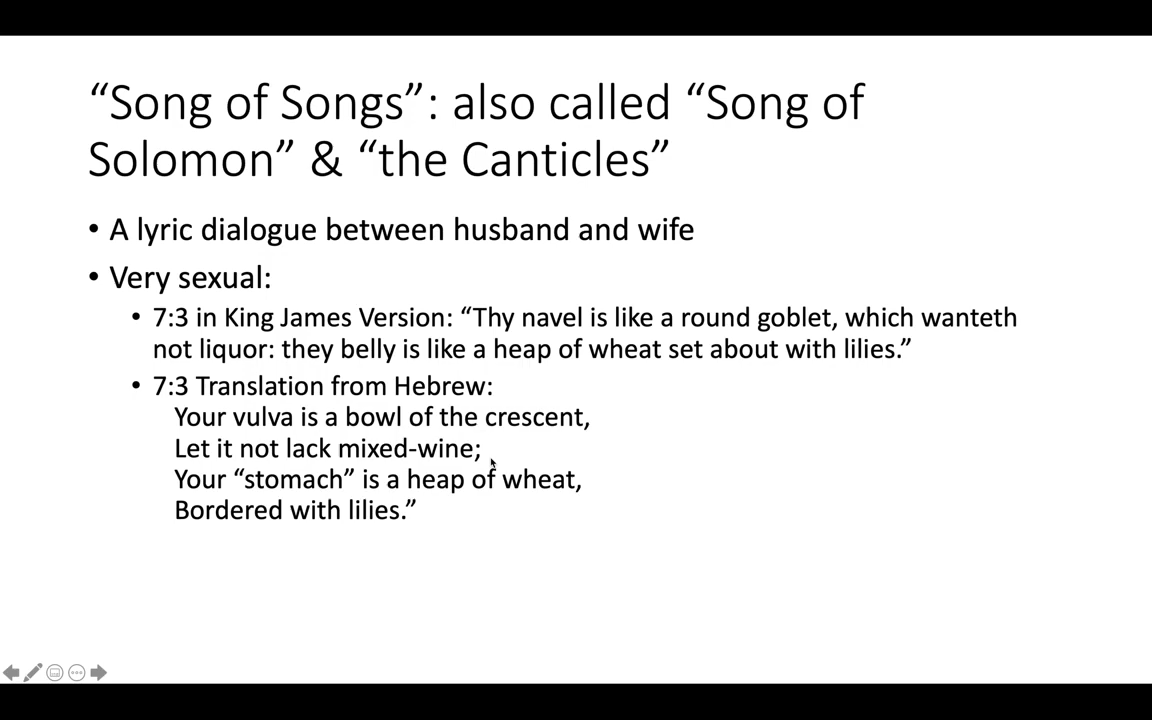 “Song of Songs”: also called “Song of
Solomon” & “the Canticles”
• A lyric dialogue between husband and wife
• Very sexual:
• 7:3 in King James Version: “Thy navel is like a round goblet, which wanteth
not liquor: they belly is like a heap of wheat set about with lilies.”
• 7:3 Translation from Hebrew:
Your vulva is a bowl of the crescent,
Let it not lack mixed-wine;
Your “stomach” is a heap of wheat,
Bordered with lilies.”